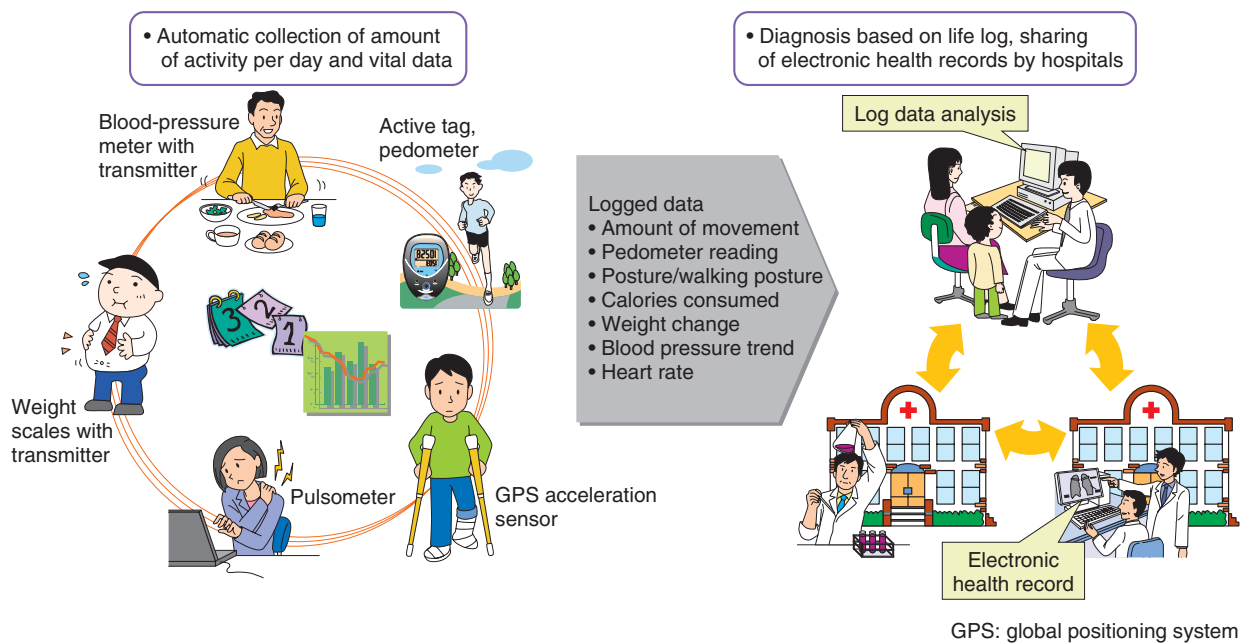 • Automatic collection of amount
of activity per day and vital data
• Diagnosis based on life log, sharing
of electronic health records by hospitals
Blood-pressure
meter with
transmitter
Active tag,
pedometer
Log data analysis
Logged data
• Amount of movement
• Pedometer reading
• Posture/walking posture
• Calories consumed
• Weight change
• Blood pressure trend
• Heart rate
3
2
1
Weight
scales with
transmitter
Pulsometer
GPS acceleration
sensor
Electronic
health record
GPS: global positioning system